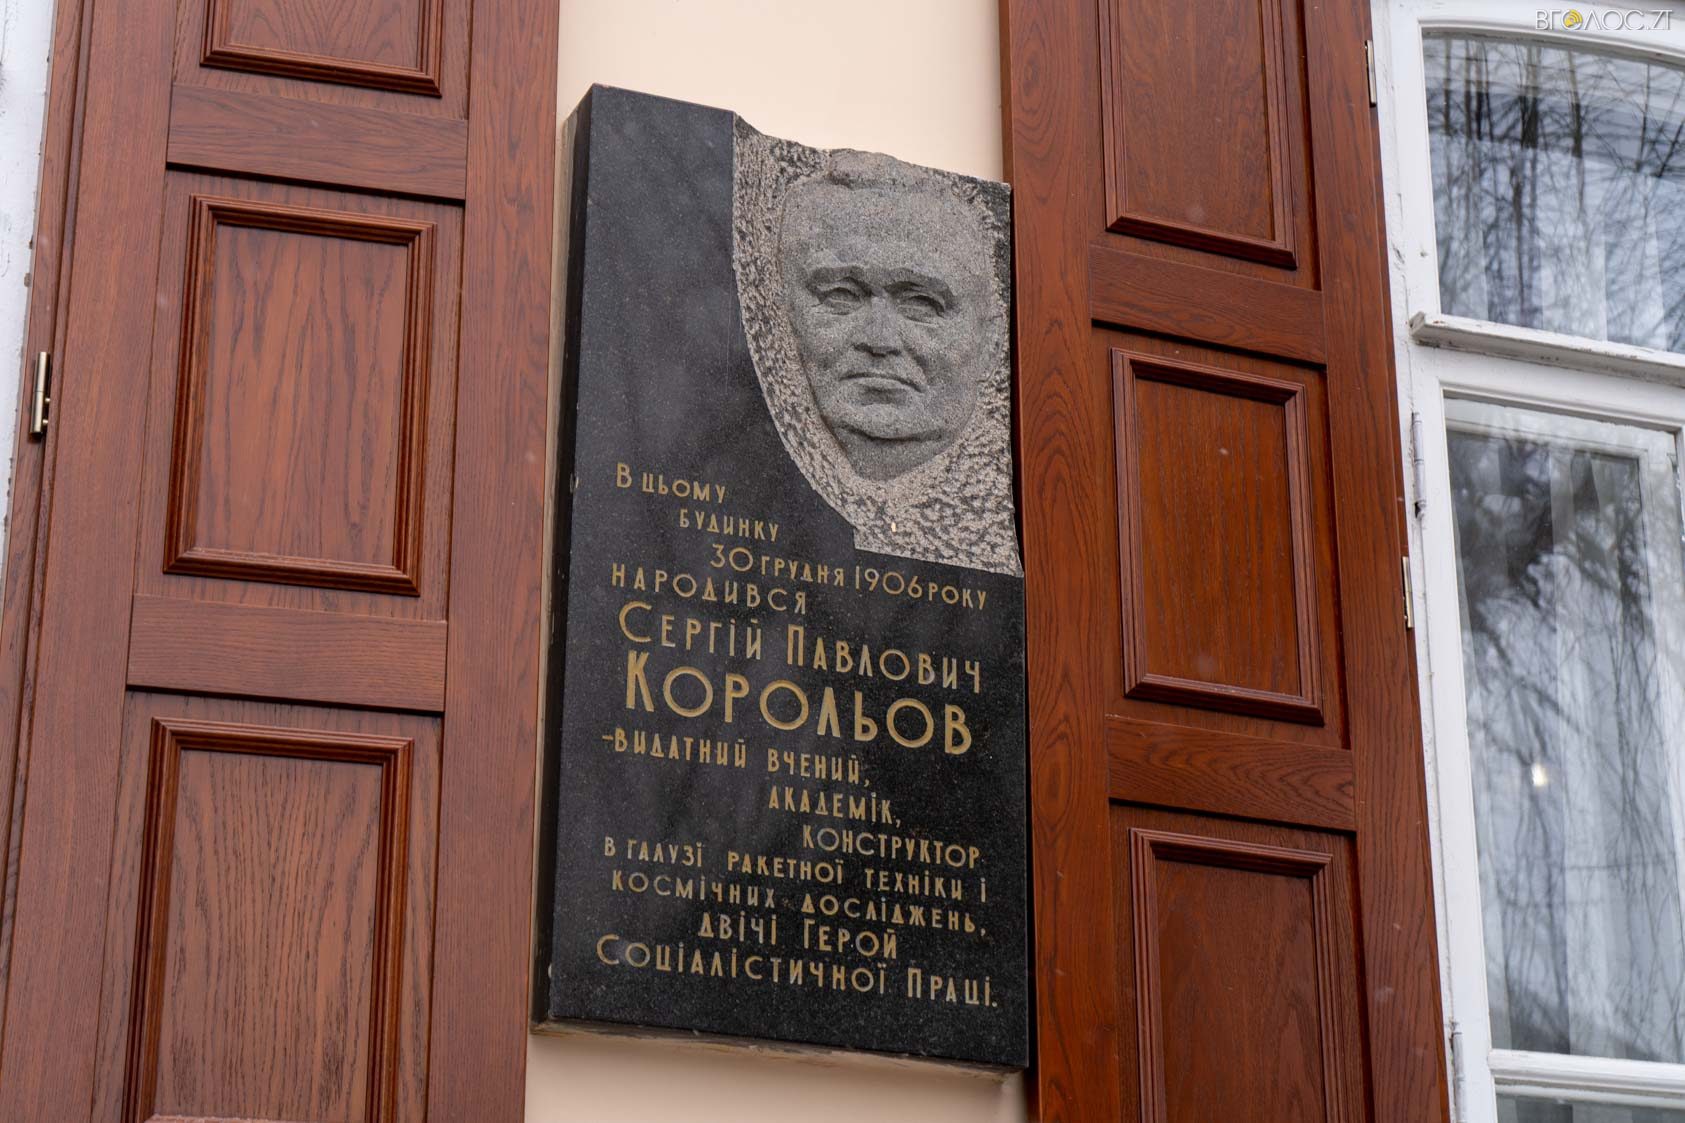 ВГОЛОС.ZT
В цьому
будинку
30 грудня 1906 року
народився
Сергій Павлович
Корольов
-видатний вчений,
академік,
конструктор
в галузі ракетної техніки і
космічних досліджень,
двічі Герой
Соціалістичної Праці.